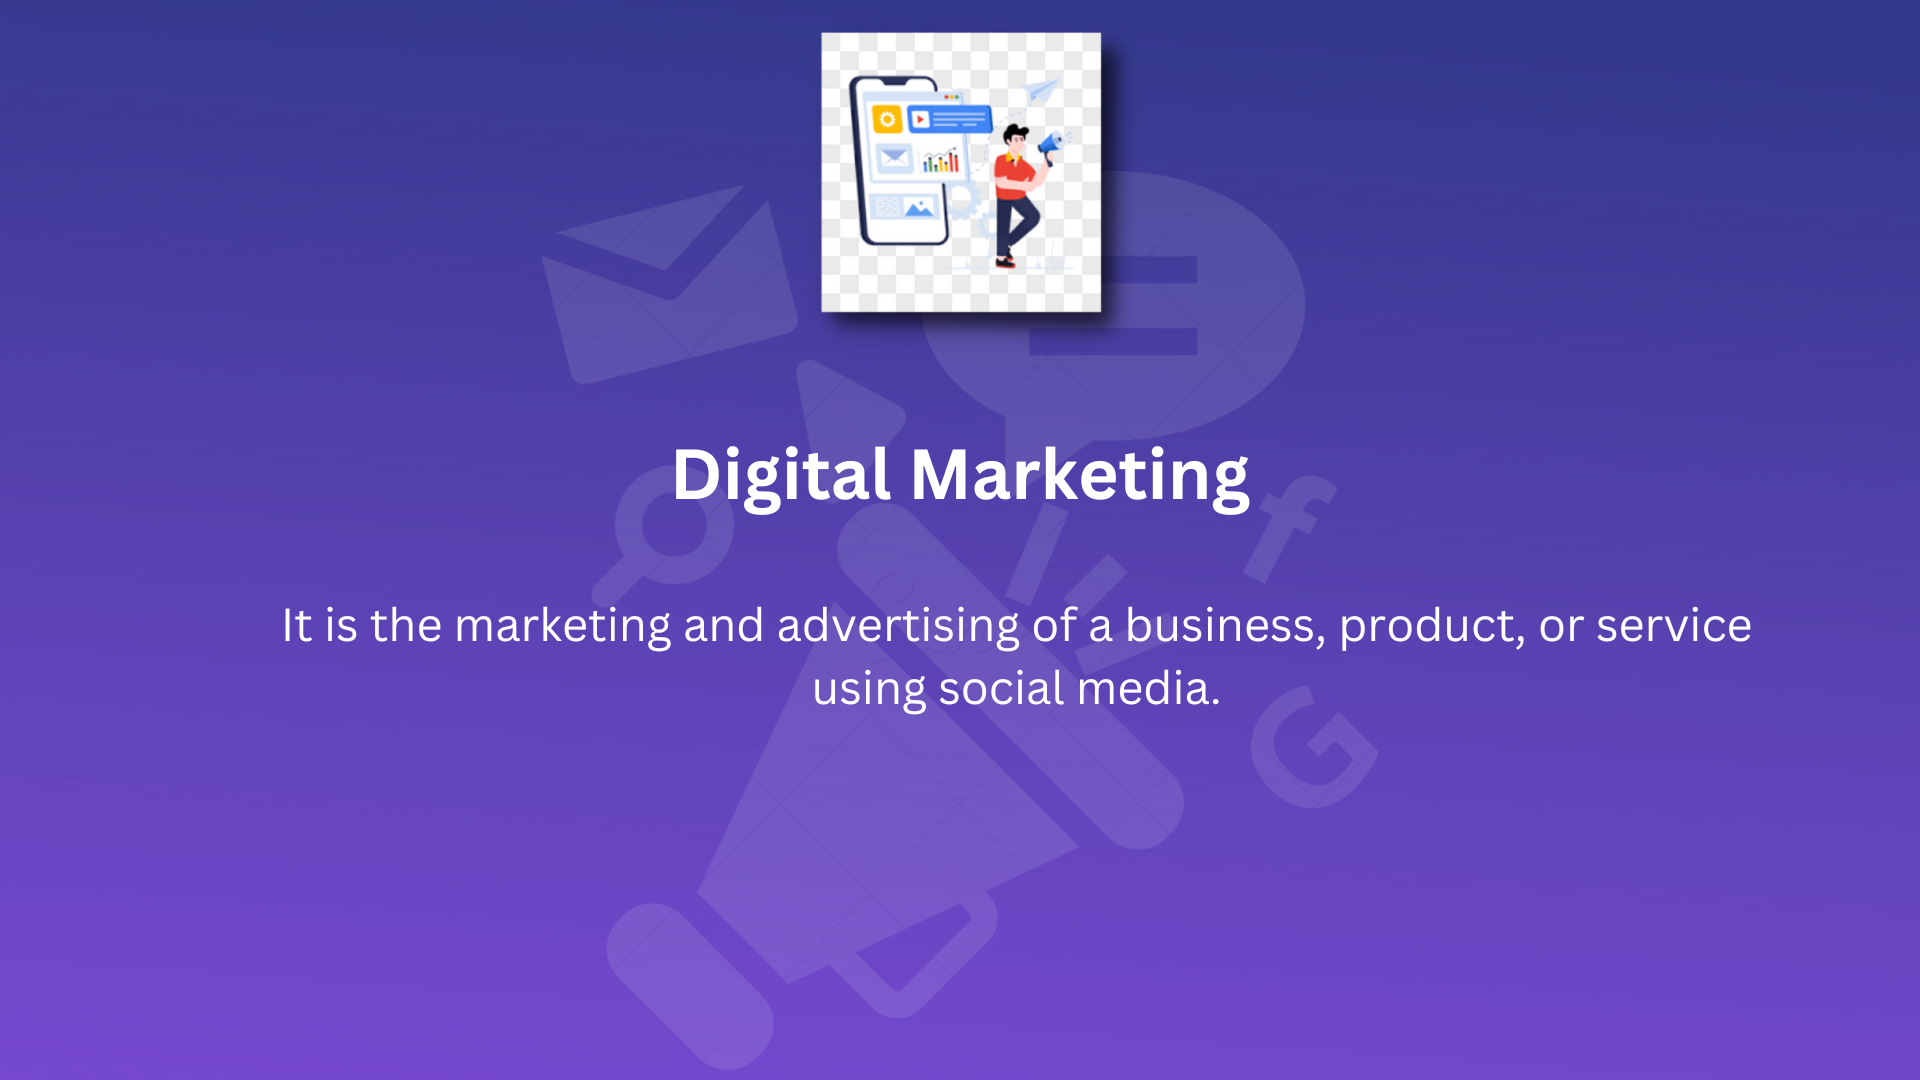 Digital Marketing
It is the marketing and advertising of a business, product, or service
using social media.